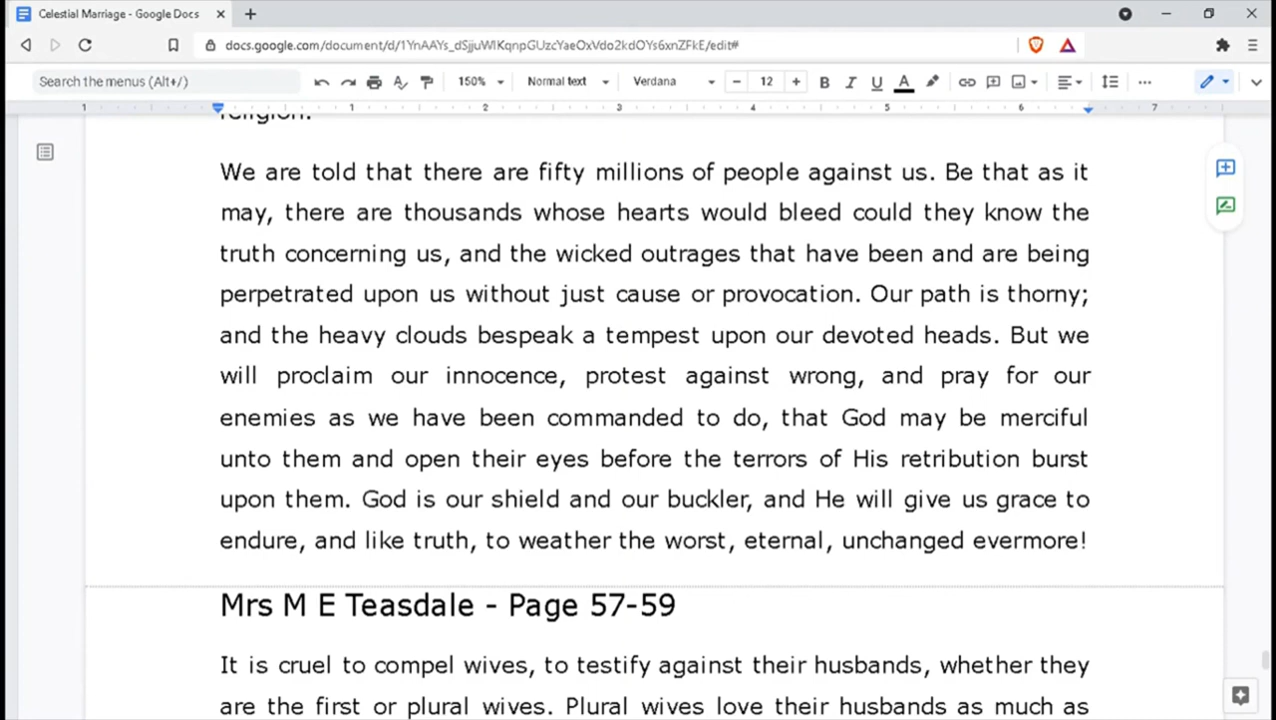 Celestial Marriage - Google Docs
docs.google.com/document/d/1YnAAYs_dSjjuWlKqnpGUzcYaeOxVdo2kdOYs6xnZFkE/edit#
Search the menus (Alt+/) 150% Normal text Verdana 12 B I U A
1 1 2 3 4 5 6 7
religion.
We are told that there are fifty millions of people against us. Be that as it
may, there are thousands whose hearts would bleed could they know the
truth concerning us, and the wicked outrages that have been and are being
perpetrated upon us without just cause or provocation. Our path is thorny;
and the heavy clouds bespeak a tempest upon our devoted heads. But we
will proclaim our innocence, protest against wrong, and pray for our
enemies as we have been commanded to do, that God may be merciful
unto them and open their eyes before the terrors of His retribution burst
upon them. God is our shield and our buckler, and He will give us grace to
endure, and like truth, to weather the worst, eternal, unchanged evermore!
Mrs M E Teasdale - Page 57-59
It is cruel to compel wives, to testify against their husbands, whether they
are the first or plural wives. Plural wives love their husbands as much as